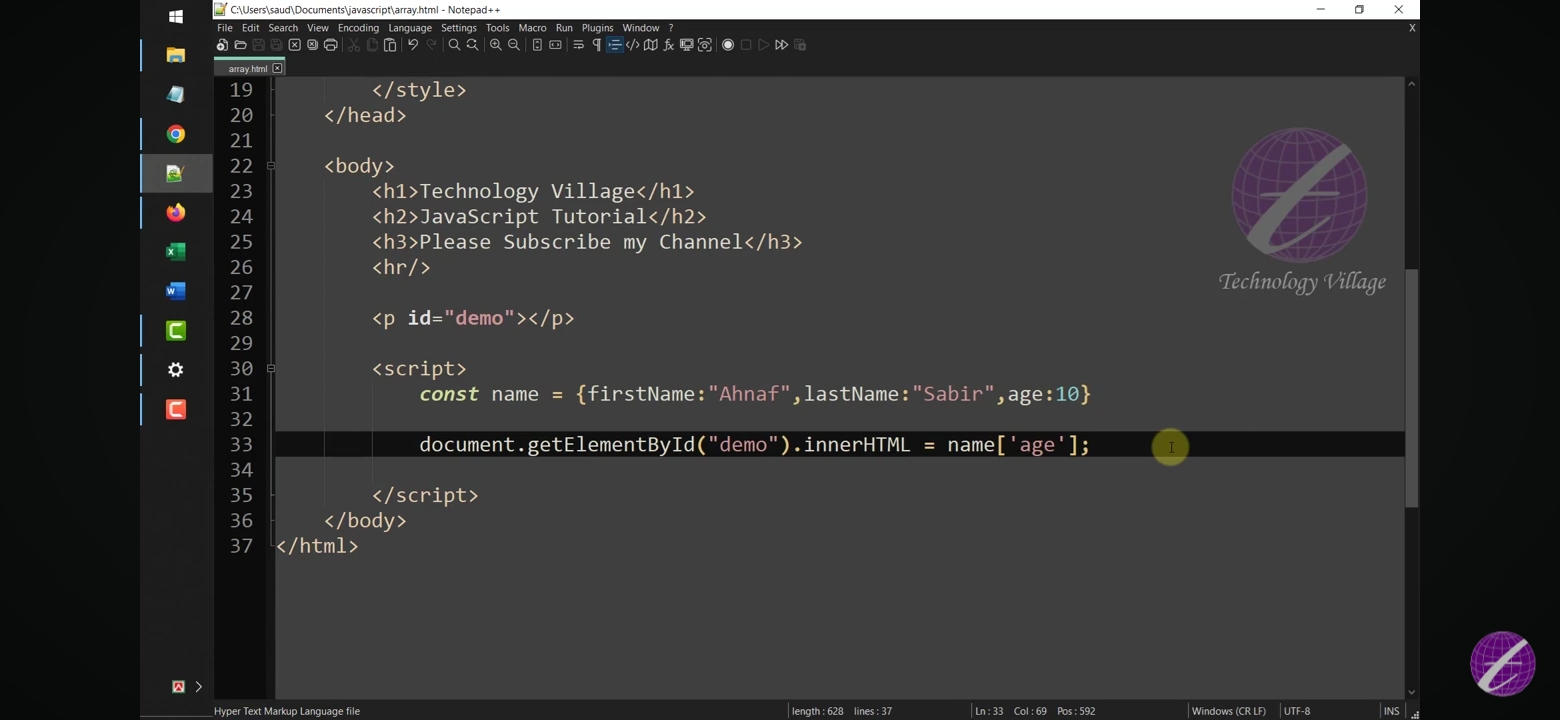 C:\Users\saud\Documents\javascript\array.html - Notepad++
File Edit Search View Encoding Language Settings Tools Macro Run Plugins Window ? X
array.html
19 </style>
20 </head>
21
22 <body>
23 <h1>Technology Village</h1>
24 <h2>JavaScript Tutorial</h2>
25 <h3>Please Subscribe my Channel</h3>
26 <hr/>
27
28 <p id="demo"></p>
29
30 <script>
31 const name = {firstName:"Ahnaf",lastName:"Sabir",age:10}
32
33 document.getElementById("demo").innerHTML = name['age'];
34
35 </script>
36 </body>
37 </html>
Technology Village
Hyper Text Markup Language file length : 628 lines : 37 Ln : 33 Col : 69 Pos : 592 Windows (CR LF) UTF-8 INS